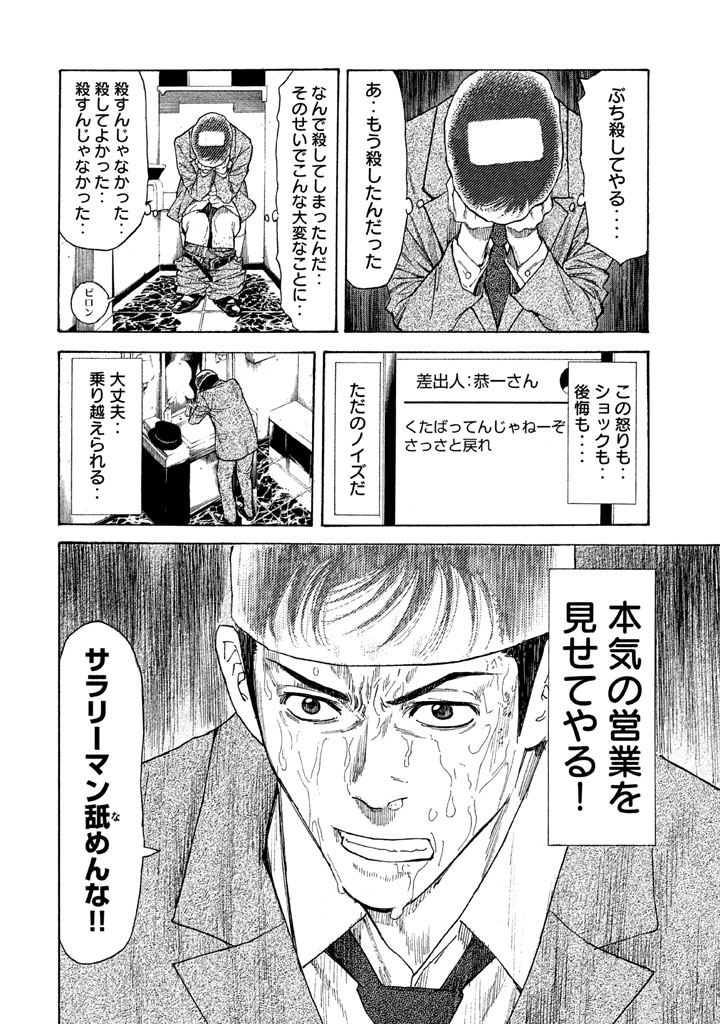 ぶち殺してやる‥‥
あ‥もう殺したんだった
なんで殺してしまったんだ‥
そのせいでこんな大変なことに‥
殺すんじゃなかった‥
殺してよかった‥
殺すんじゃなかった‥
ピロン
この怒りも‥
ショックも‥
後悔も‥‥
差出人：恭一さん
くたばってんじゃねーぞ
さっさと戻れ
ただのノイズだ
大丈夫‥
乗り越えられる‥
本気の営業を
見せてやる！
サラリーマン舐めんな!!
な